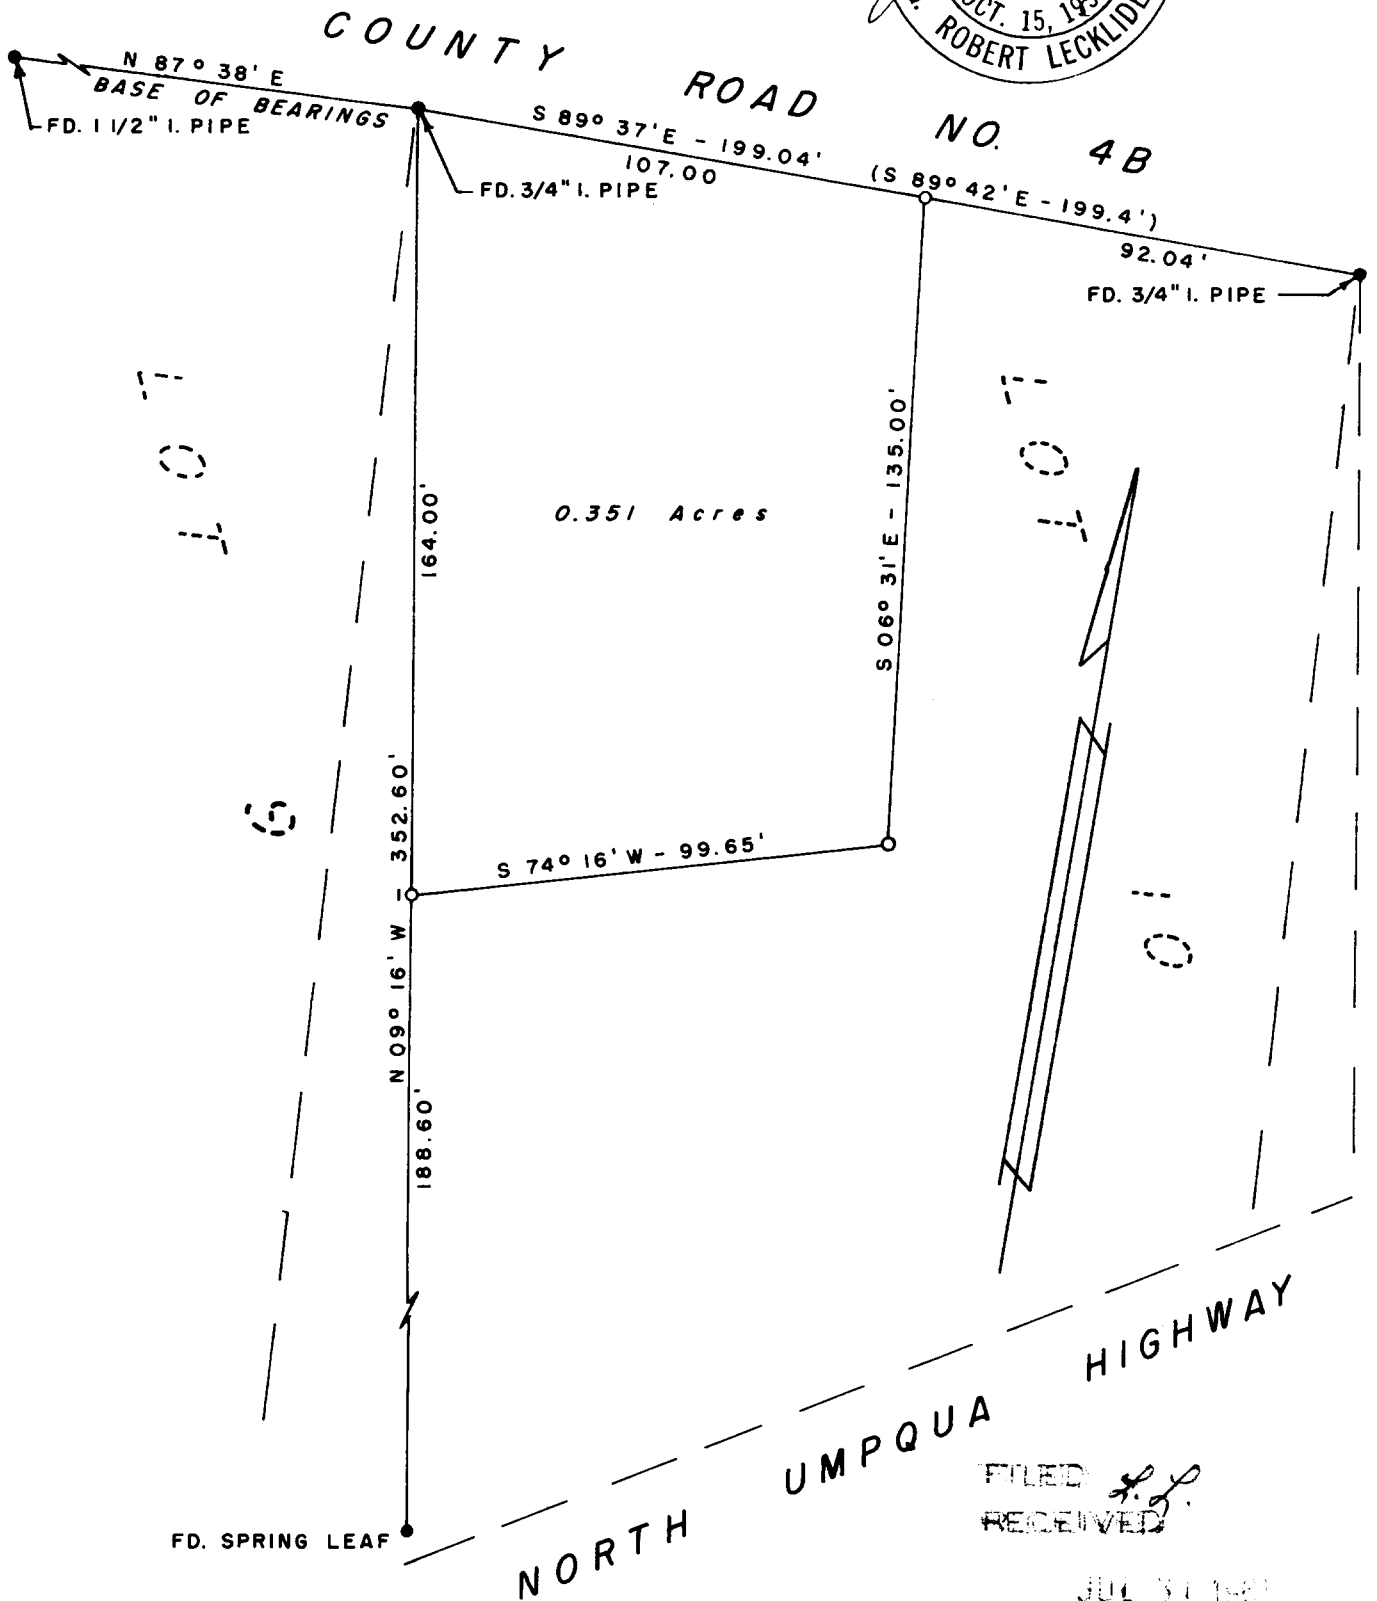 OCT. 15, 195
ROBERT LECKLIDE
COUNTY ROAD NO. 4B
N 87° 38' E
BASE OF BEARINGS
FD. 1 1/2" I. PIPE
S 89° 37' E - 199.04'
107.00
(S 89° 42' E - 199.4')
92.04'
FD. 3/4" I. PIPE
FD. 3/4" I. PIPE
LOT 9
LOT 10
164.00'
0.351 Acres
S 06° 31' E - 135.00'
S 74° 16' W - 99.65'
N 09° 16' W - 352.60'
188.60'
FD. SPRING LEAF
NORTH UMPQUA HIGHWAY
FILED L.L.
RECEIVED
JUL 31